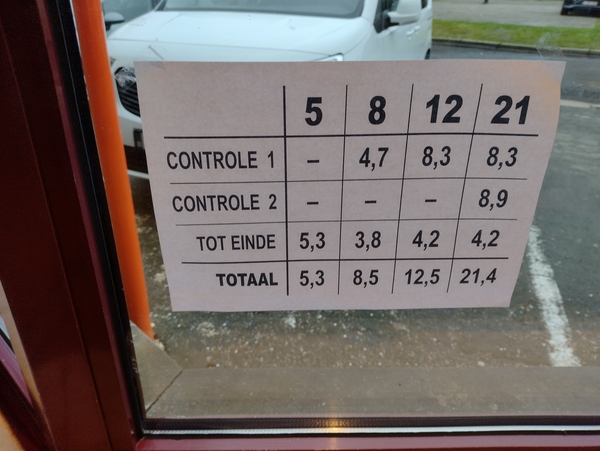 5 8 12 21
CONTROLE 1 – 4,7 8,3 8,3
CONTROLE 2 – – – 8,9
TOT EINDE 5,3 3,8 4,2 4,2
TOTAAL 5,3 8,5 12,5 21,4